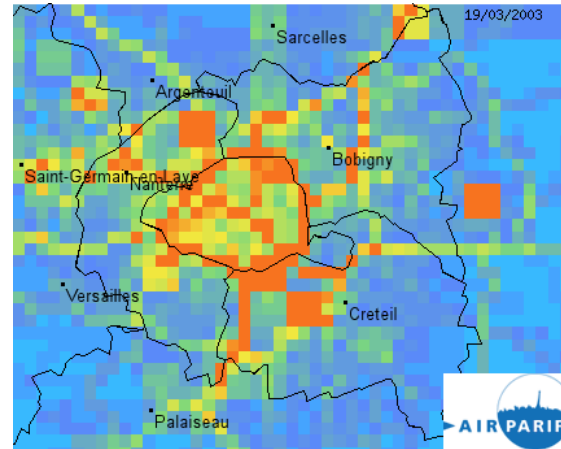 19/03/2003
Sarcelles
Argenteuil
Bobigny
Saint-Germain-en-Laye
Nanterre
Versailles
Creteil
Palaiseau
AIRPARIF